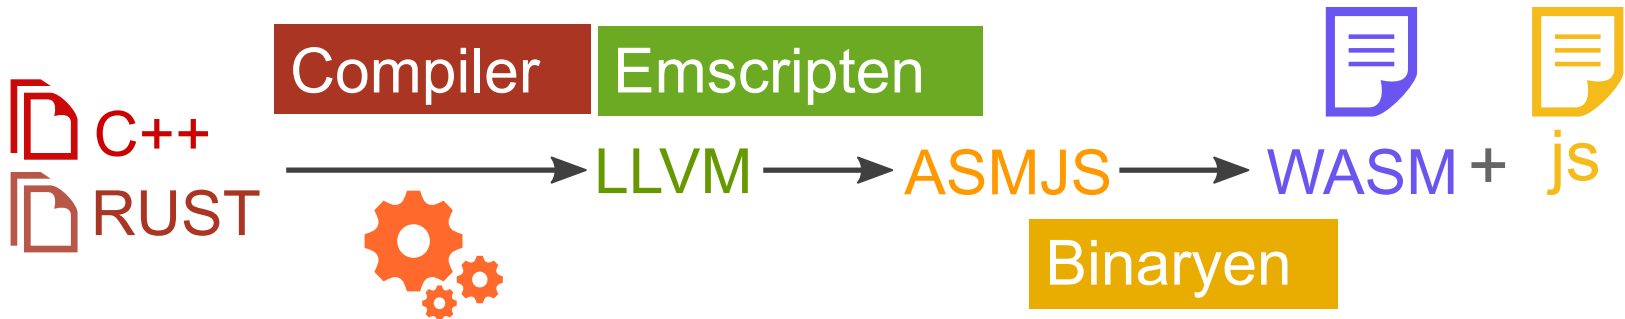 Compiler
Emscripten
C++
RUST
LLVM
ASMJS
WASM + js
Binaryen